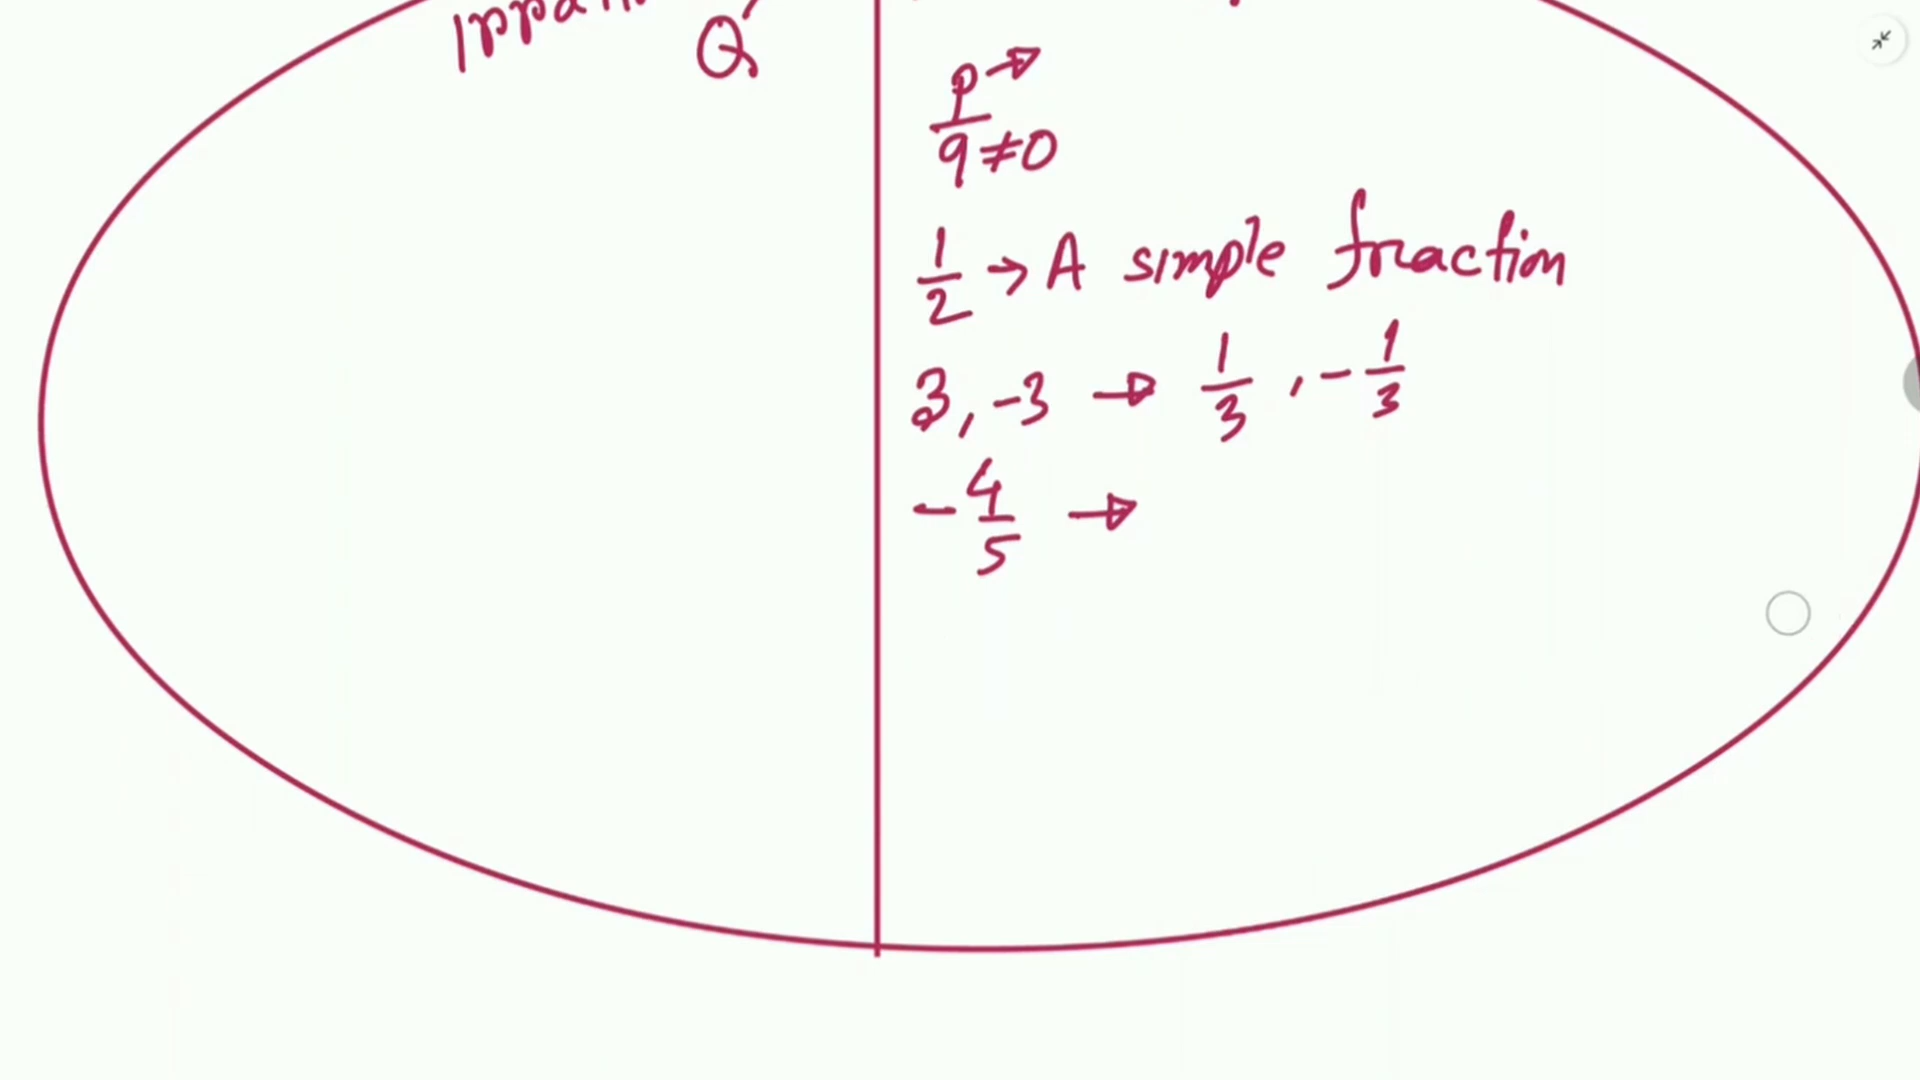 Q'
p →
q ≠ 0
1/2 → A simple fraction
3, -3 → 1/3, -1/3
-4/5 →